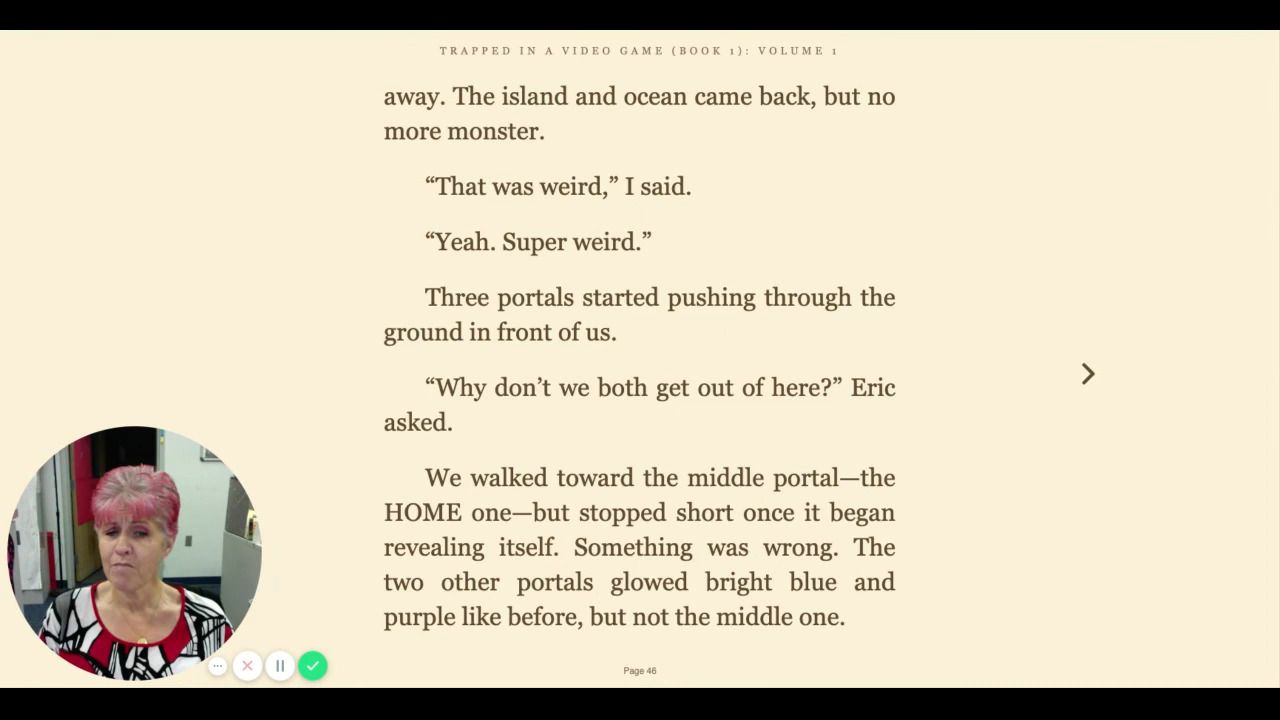 TRAPPED IN A VIDEO GAME (BOOK 1): VOLUME 1
away. The island and ocean came back, but no
more monster.
“That was weird,” I said.
“Yeah. Super weird.”
Three portals started pushing through the
ground in front of us.
“Why don’t we both get out of here?” Eric
asked.
We walked toward the middle portal—the
HOME one—but stopped short once it began
revealing itself. Something was wrong. The
two other portals glowed bright blue and
purple like before, but not the middle one.
Page 46